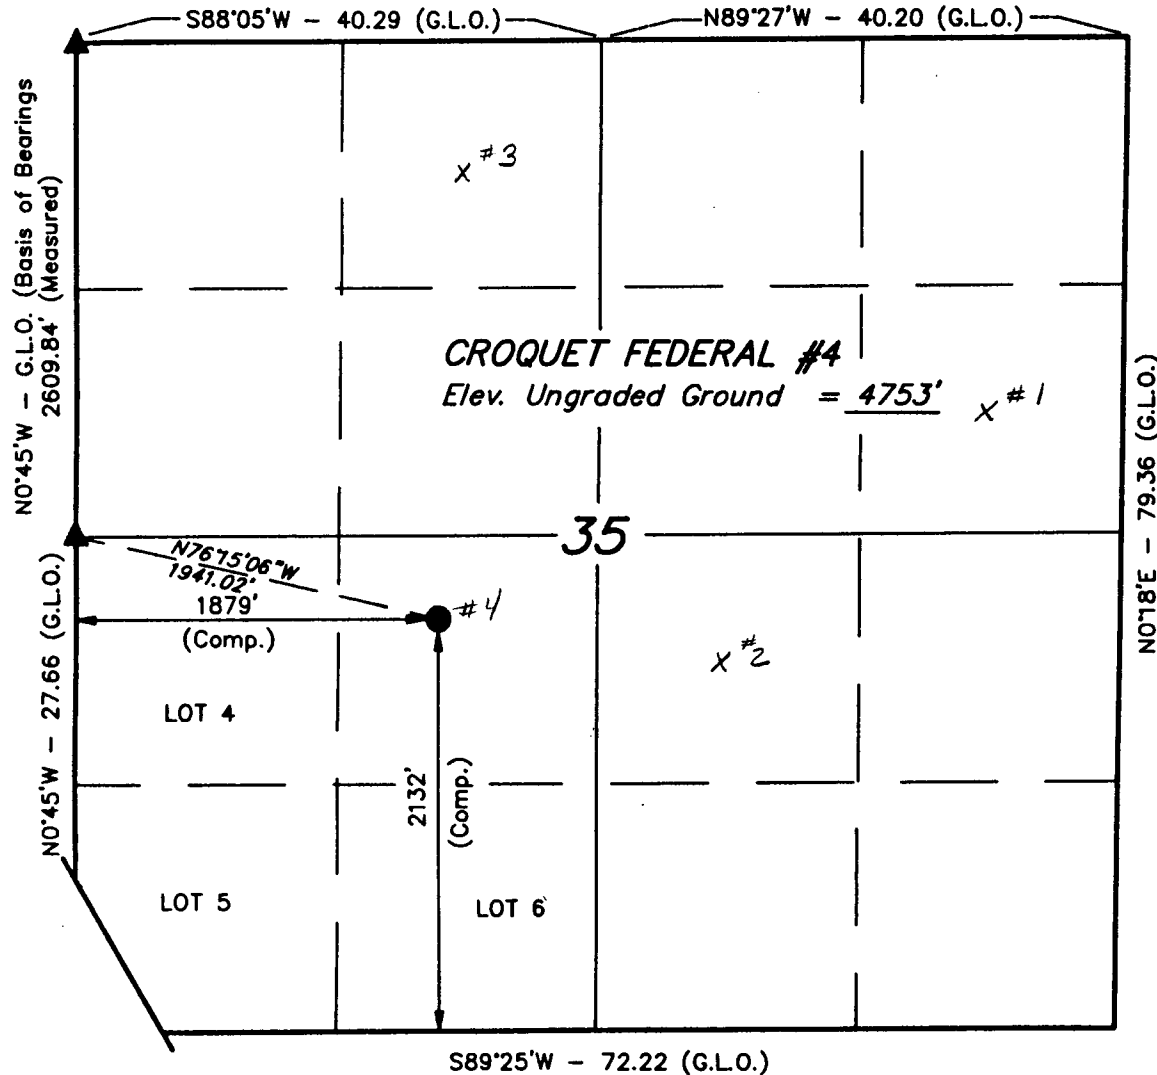 S88°05'W - 40.29 (G.L.O.)
N89°27'W - 40.20 (G.L.O.)
N0°45'W - G.L.O. (Basis of Bearings
2609.84' (Measured)
x #3
CROQUET FEDERAL #4
Elev. Ungraded Ground = 4753'
x #1
N0°18'E - 79.36 (G.L.O.)
35
N76°15'06"W
1941.02'
1879'
(Comp.)
#4
x #2
N0°45'W - 27.66 (G.L.O.)
LOT 4
2132'
(Comp.)
LOT 5
LOT 6
S89°25'W - 72.22 (G.L.O.)